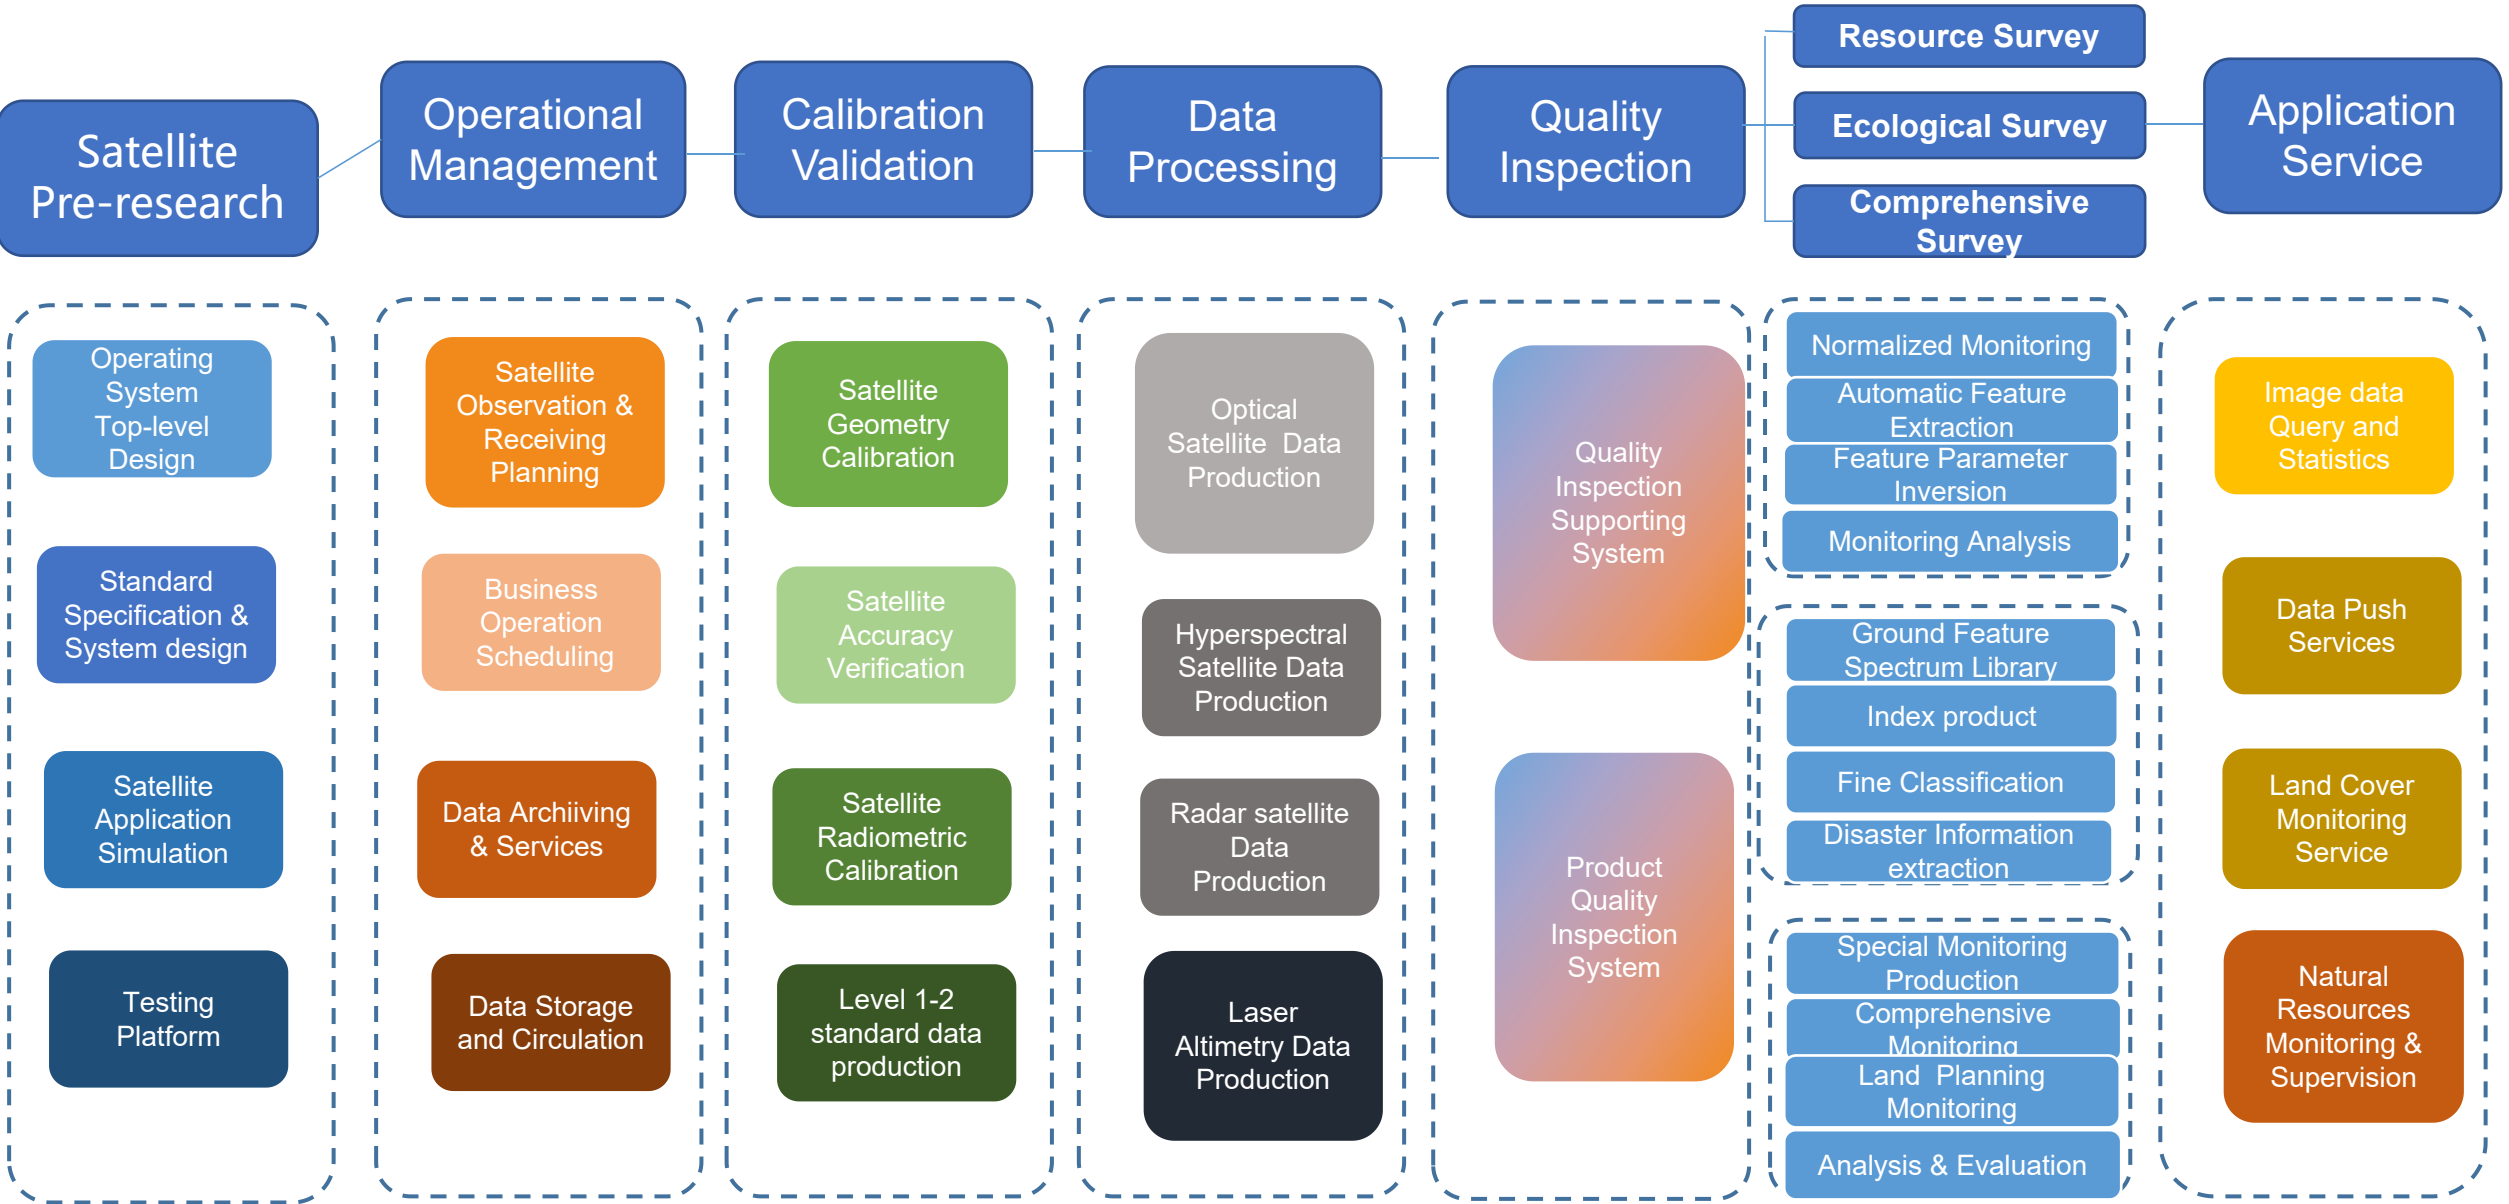 Satellite
Pre-research
Operational
Management
Calibration
Validation
Data
Processing
Quality
Inspection
Resource Survey
Ecological Survey
Comprehensive
Survey
Application
Service
Operating
System
Top-level
Design
Standard
Specification &
System design
Satellite
Application
Simulation
Testing
Platform
Satellite
Observation &
Receiving
Planning
Business
Operation
Scheduling
Data Archiiving
& Services
Data Storage
and Circulation
Satellite
Geometry
Calibration
Satellite
Accuracy
Verification
Satellite
Radiometric
Calibration
Level 1-2
standard data
production
Optical
Satellite Data
Production
Hyperspectral
Satellite Data
Production
Radar satellite
Data
Production
Laser
Altimetry Data
Production
Quality
Inspection
Supporting
System
Product
Quality
Inspection
System
Normalized Monitoring
Automatic Feature
Extraction
Feature Parameter
Inversion
Monitoring Analysis
Ground Feature
Spectrum Library
Index product
Fine Classification
Disaster Information
extraction
Special Monitoring
Production
Comprehensive
Monitoring
Land Planning
Monitoring
Analysis & Evaluation
Image data
Query and
Statistics
Data Push
Services
Land Cover
Monitoring
Service
Natural
Resources
Monitoring &
Supervision